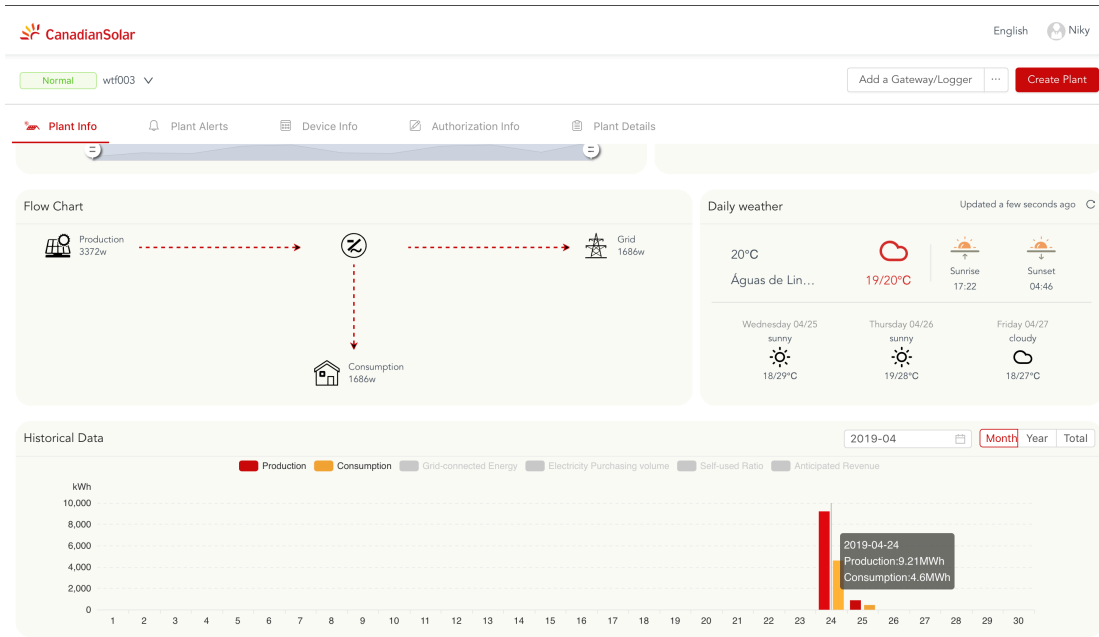 CanadianSolar
English
Niky
Normal
wtf003
Add a Gateway/Logger
...
Create Plant
Plant Info
Plant Alerts
Device Info
Authorization Info
Plant Details
Flow Chart
Production
3372w
Grid
1686w
Consumption
1686w
Daily weather
Updated a few seconds ago
20°C
Águas de Lin...
19/20°C
Sunrise
17:22
Sunset
04:46
Wednesday 04/25
sunny
18/29°C
Thursday 04/26
sunny
19/28°C
Friday 04/27
cloudy
18/27°C
Historical Data
2019-04
Month Year Total
Production Consumption Grid-connected Energy Electricity Purchasing volume Self-used Ratio Anticipated Revenue
kWh
10,000
8,000
6,000
4,000
2,000
0
2019-04-24
Production:9.21MWh
Consumption:4.6MWh
1 2 3 4 5 6 7 8 9 10 11 12 13 14 15 16 17 18 19 20 21 22 23 24 25 26 27 28 29 30